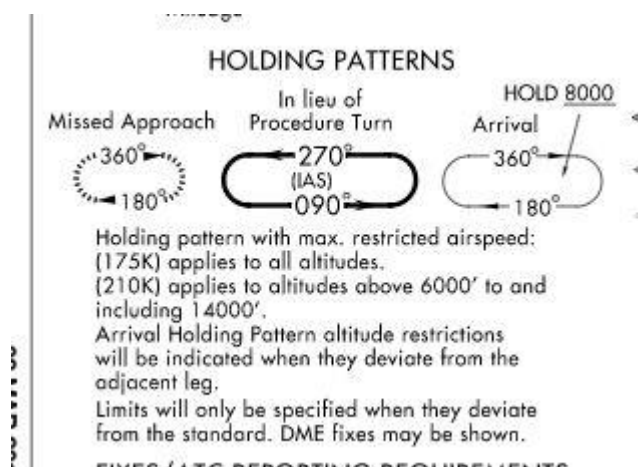 HOLDING PATTERNS
HOLD 8000
In lieu of
Missed Approach Procedure Turn Arrival
360° 270° 360°
(IAS)
180° 090° 180°
Holding pattern with max. restricted airspeed:
(175K) applies to all altitudes.
(210K) applies to altitudes above 6000' to and
including 14000'.
Arrival Holding Pattern altitude restrictions
will be indicated when they deviate from the
adjacent leg.
Limits will only be specified when they deviate
from the standard. DME fixes may be shown.